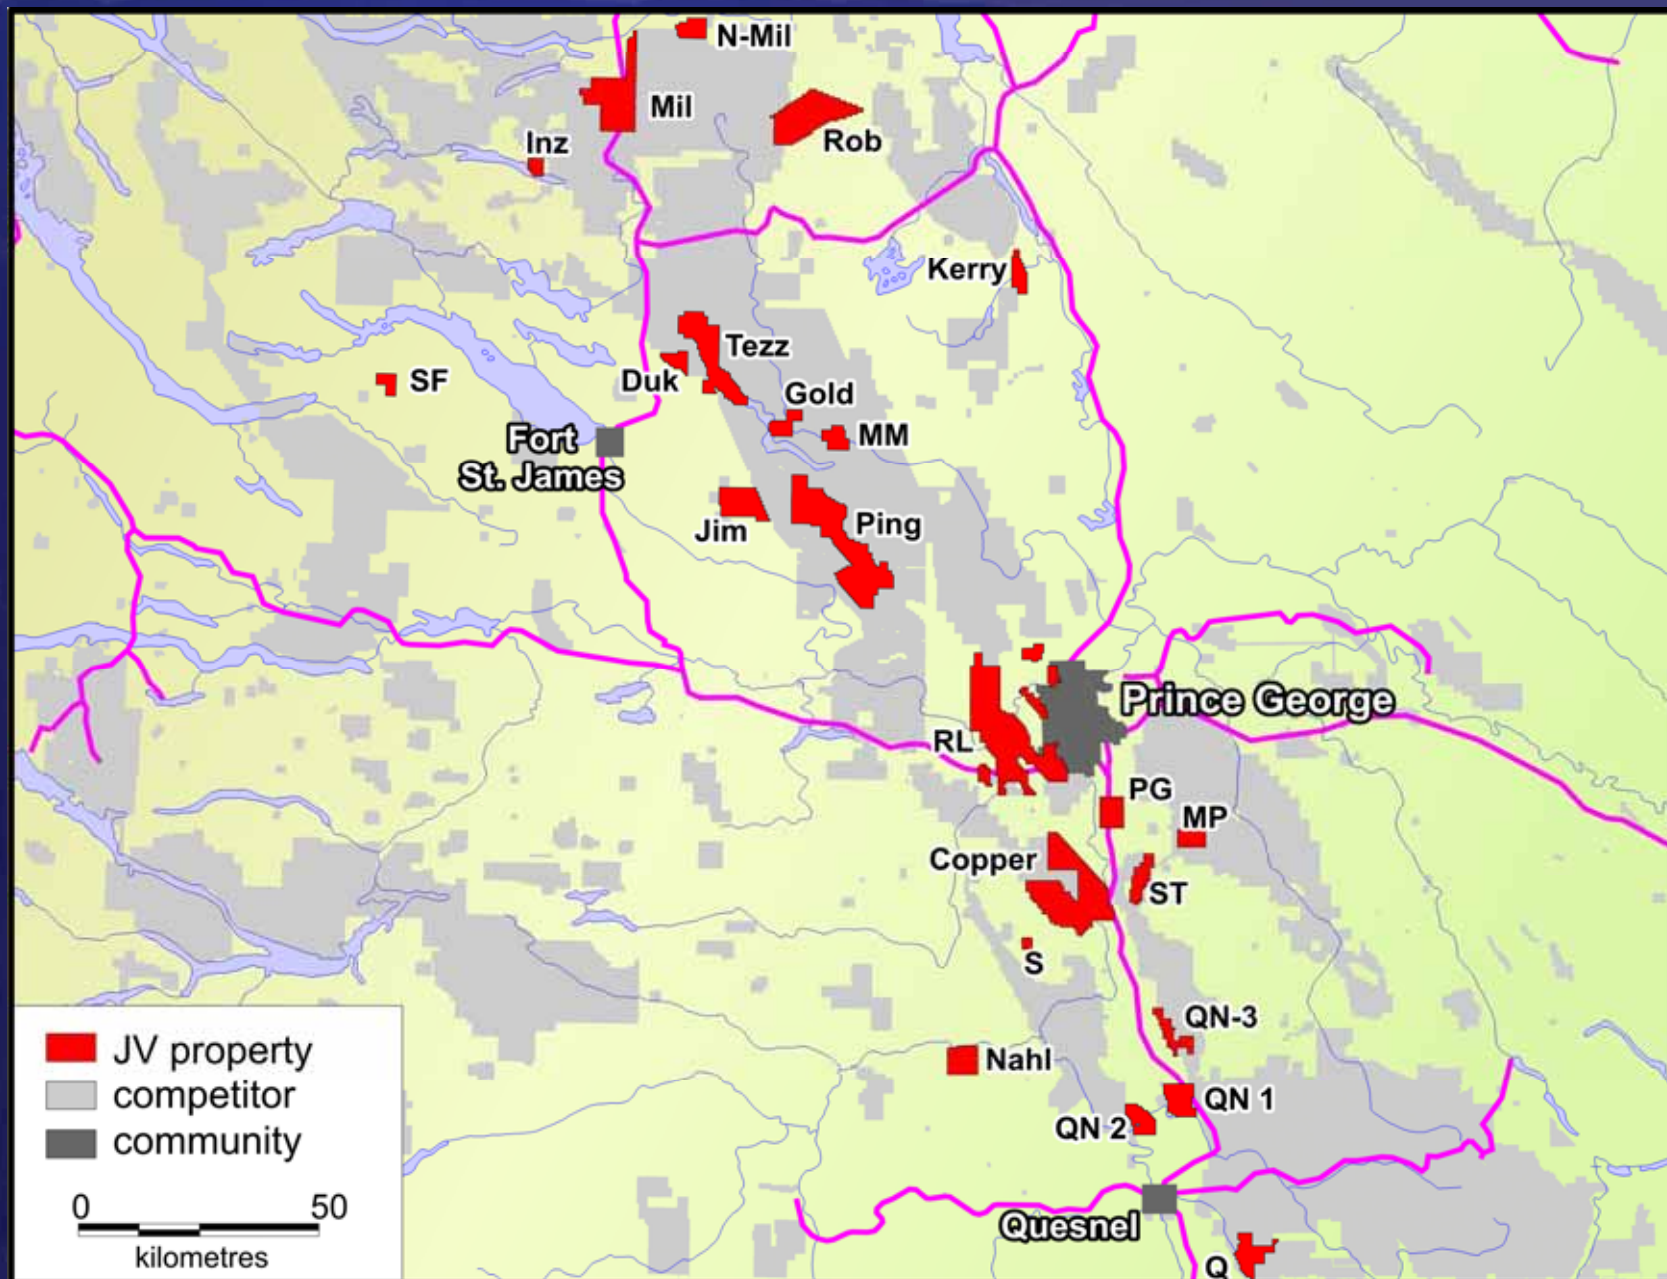 N-Mil
Mil
Rob
Inz
Kerry
Tezz
Duk
SF
Gold
MM
Fort
St. James
Jim
Ping
Prince George
RL
PG
MP
Copper
ST
S
QN-3
Nahl
QN 1
QN 2
Quesnel
Q
JV property
competitor
community
0 50
kilometres